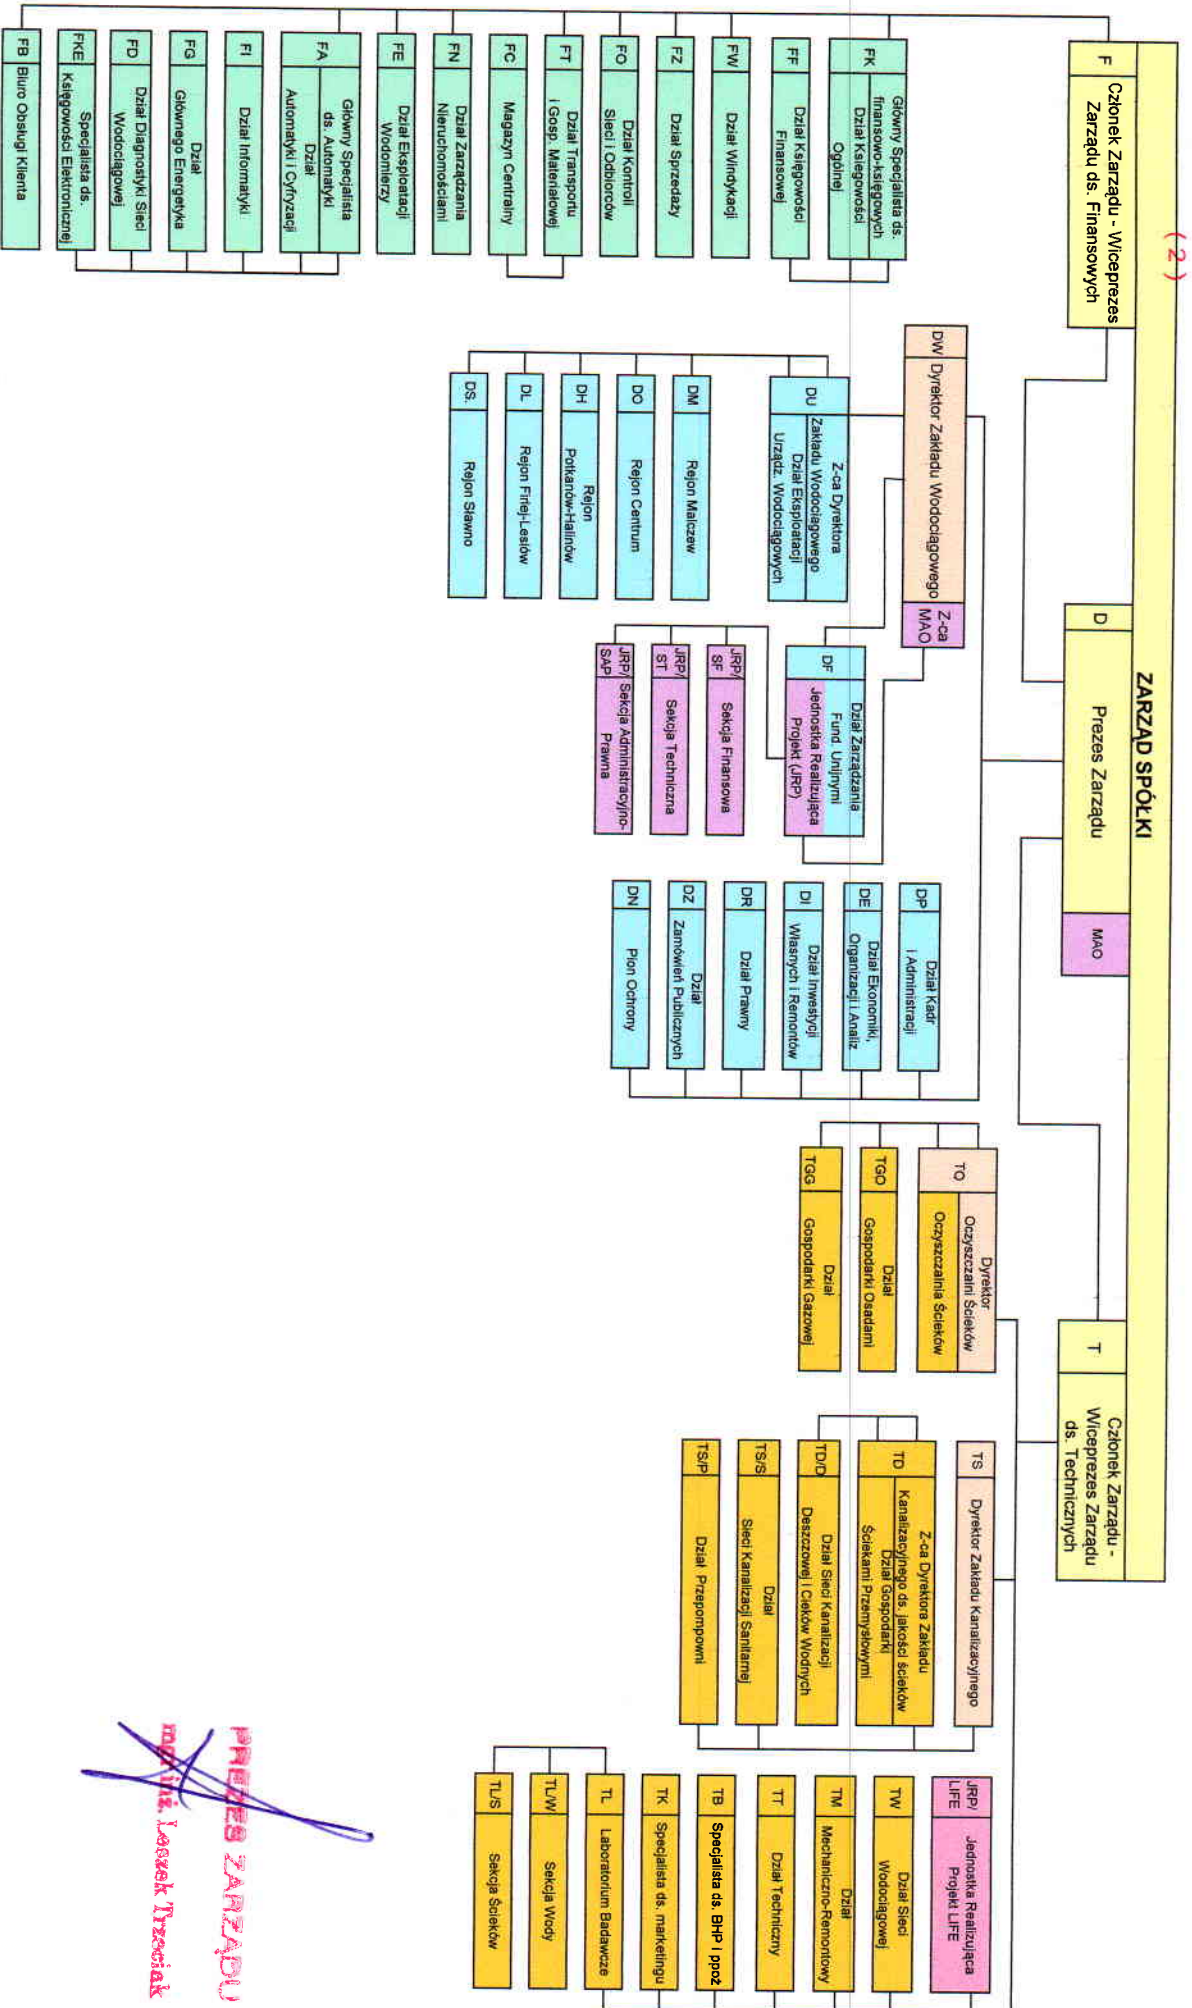 (2)
ZARZĄD SPÓŁKI
F
Członek Zarządu - Wiceprezes
Zarządu ds. Finansowych
D
Prezes Zarządu
MAO
T
Członek Zarządu -
Wiceprezes Zarządu
ds. Technicznych
FK
Główny Specjalista ds.
finansowo-księgowych
Dział Księgowości
Ogólnej
FF
Dział Księgowości
Finansowej
FW
Dział Windykacji
FZ
Dział Sprzedaży
FO
Dział Kontroli
Sieci i Odbiorców
FT
Dział Transportu
i Gosp. Materiałowej
FC
Magazyn Centralny
FN
Dział Zarządzania
Nieruchomościami
FE
Dział Eksploatacji
Wodomierzy
FA
Główny Specjalista
ds. Automatyki
Dział
Automatyki i Cyfryzacji
FI
Dział Informatyki
FG
Dział
Głównego Energetyka
FD
Dział Diagnostyki Sieci
Wodociągowej
FKE
Specjalista ds.
Księgowości Elektronicznej
FB
Biuro Obsługi Klienta
DW
Dyrektor Zakładu Wodociągowego
Z-ca
MAO
DU
Z-ca Dyrektora
Zakładu Wodociągowego
Dział Eksploatacji
Urządz. Wodociągowych
DM
Rejon Malczew
DO
Rejon Centrum
DH
Rejon
Potkanów-Halinów
DL
Rejon Firlej-Lesiów
DS.
Rejon Sławno
DF
Dział Zarządzania
Fund. Unijnymi
Jednostka Realizująca
Projekt (JRP)
JRP/
SF
Sekcja Finansowa
JRP/
ST
Sekcja Techniczna
JRP/
SAP
Sekcja Administracyjno-
Prawna
DP
Dział Kadr
i Administracji
DE
Dział Ekonomiki,
Organizacji i Analiz
DI
Dział Inwestycji
Własnych i Remontów
DR
Dział Prawny
DZ
Dział
Zamówień Publicznych
DN
Pion Ochrony
TO
Dyrektor
Oczyszczalni Ścieków
Oczyszczalnia Ścieków
TGO
Dział
Gospodarki Osadami
TGG
Dział
Gospodarki Gazowej
TS
Dyrektor Zakładu Kanalizacyjnego
TD
Z-ca Dyrektora Zakładu
Kanalizacyjnego ds. jakości ścieków
Dział Gospodarki
Ściekami Przemysłowymi
TD/D
Dział Sieci Kanalizacji
Deszczowej i Cieków Wodnych
TS/S
Dział
Sieci Kanalizacji Sanitarnej
TS/P
Dział Przepompowni
JRP/
LIFE
Jednostka Realizująca
Projekt LIFE
TW
Dział Sieci
Wodociągowej
TM
Dział
Mechaniczno-Remontowy
TT
Dział Techniczny
TB
Specjalista ds. BHP i ppoż
TK
Specjalista ds. marketingu
TL
Laboratorium Badawcze
TL/W
Sekcja Wody
TL/S
Sekcja Ścieków
PREZES ZARZĄDU
mgr inż. Leszek Trzeciak